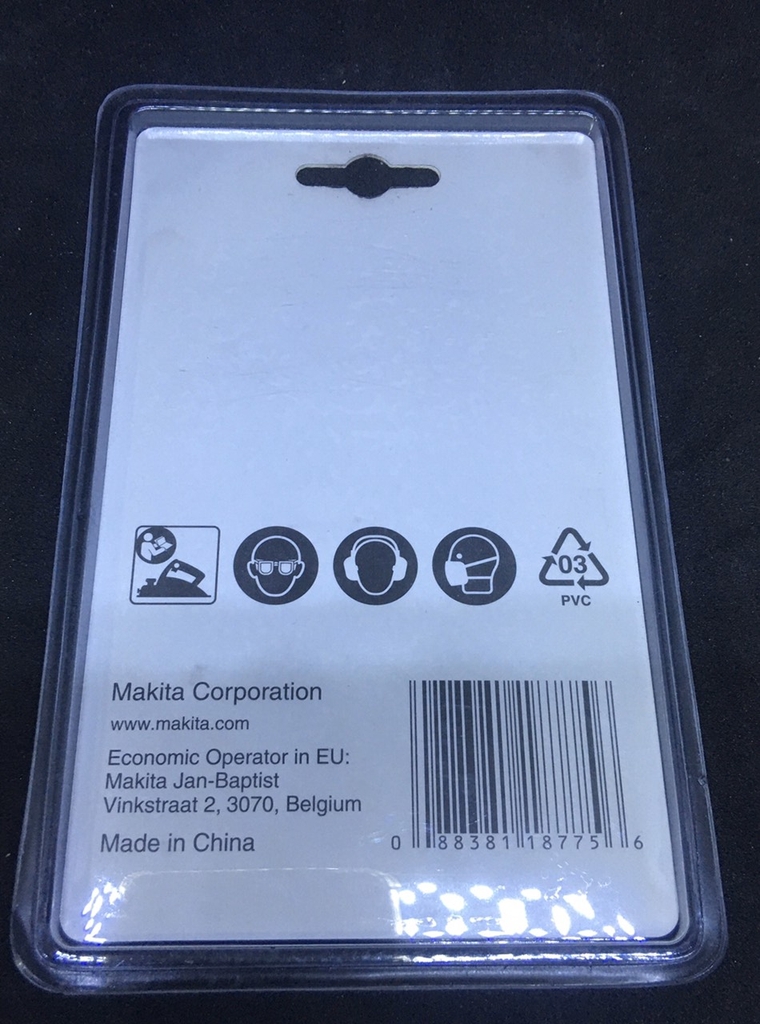 03
PVC
Makita Corporation
www.makita.com
Economic Operator in EU:
Makita Jan-Baptist
Vinkstraat 2, 3070, Belgium
Made in China
0 88381 18775 6